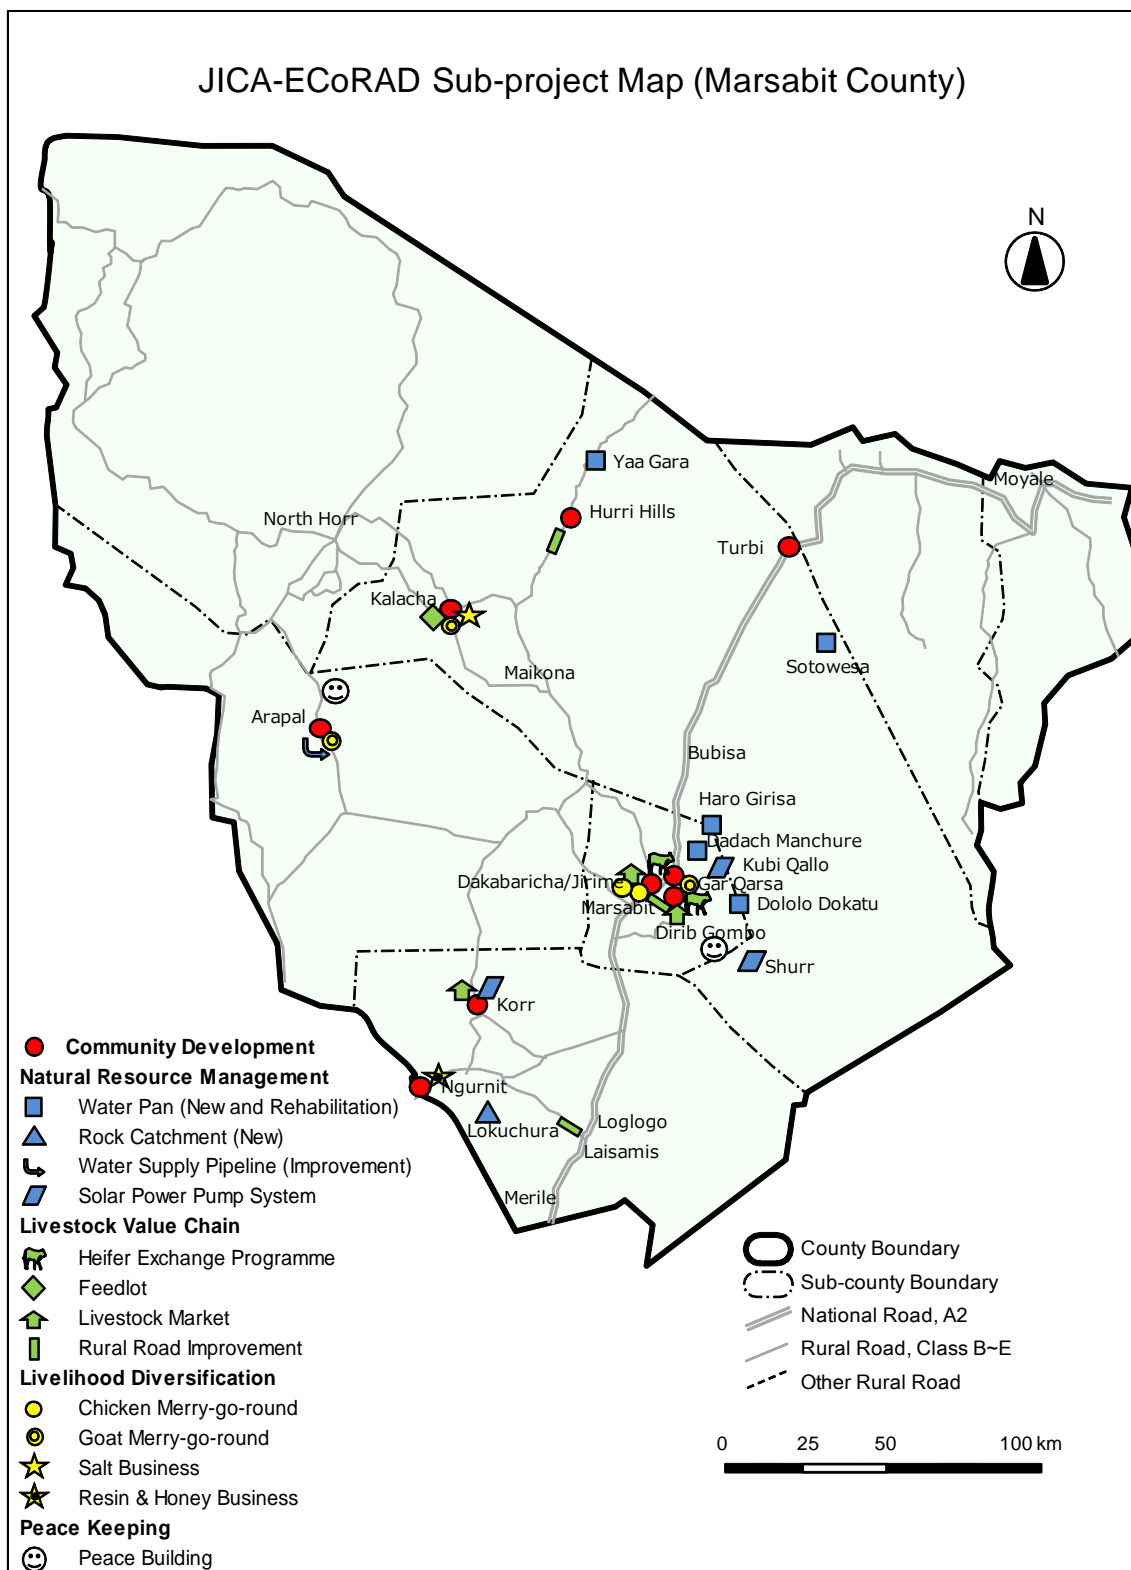 JICA-ECoRAD Sub-project Map (Marsabit County)
N
Yaa Gara
Moyale
Hurri Hills
North Horr
Turbi
Kalacha
Sotowesa
Maikona
Arapal
Bubisa
Haro Girisa
Dadach Manchure
Kubi Qallo
Dakabaricha/Jirime
Gar Qarsa
Marsabit
Dololo Dokatu
Dirib Gombo
Shurr
Korr
Ngurnit
Lokuchura
Loglogo
Laisamis
Merile
Community Development
Natural Resource Management
Water Pan (New and Rehabilitation)
Rock Catchment (New)
Water Supply Pipeline (Improvement)
Solar Power Pump System
Livestock Value Chain
Heifer Exchange Programme
Feedlot
Livestock Market
Rural Road Improvement
Livelihood Diversification
Chicken Merry-go-round
Goat Merry-go-round
Salt Business
Resin & Honey Business
Peace Keeping
Peace Building
County Boundary
Sub-county Boundary
National Road, A2
Rural Road, Class B~E
Other Rural Road
0 25 50 100 km